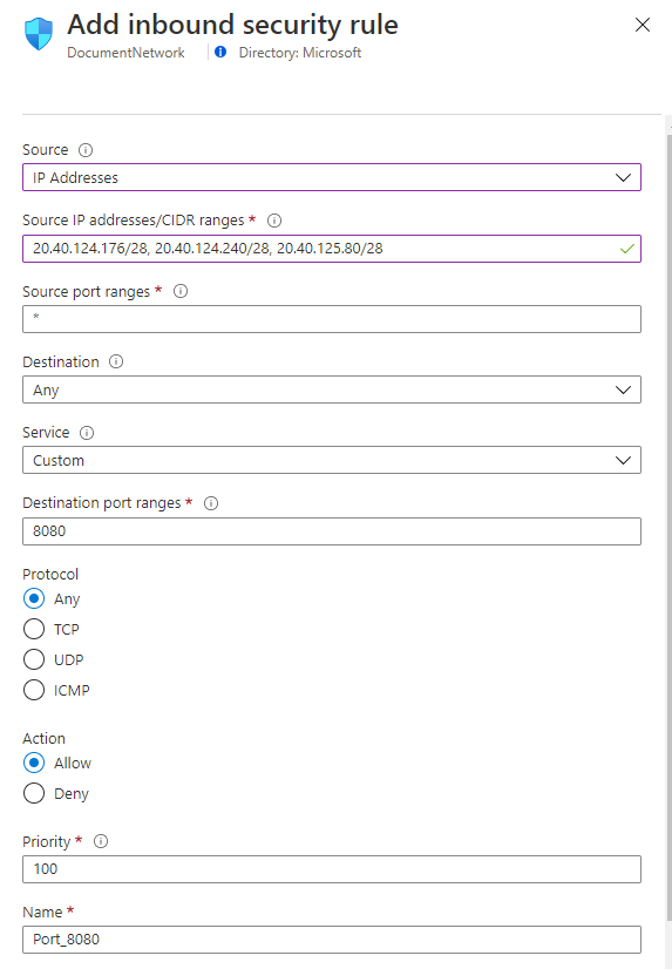 Add inbound security rule
DocumentNetwork
Directory: Microsoft
Source
IP Addresses
Source IP addresses/CIDR ranges *
20.40.124.176/28, 20.40.124.240/28, 20.40.125.80/28
Source port ranges *
*
Destination
Any
Service
Custom
Destination port ranges *
8080
Protocol
Any
TCP
UDP
ICMP
Action
Allow
Deny
Priority *
100
Name *
Port_8080